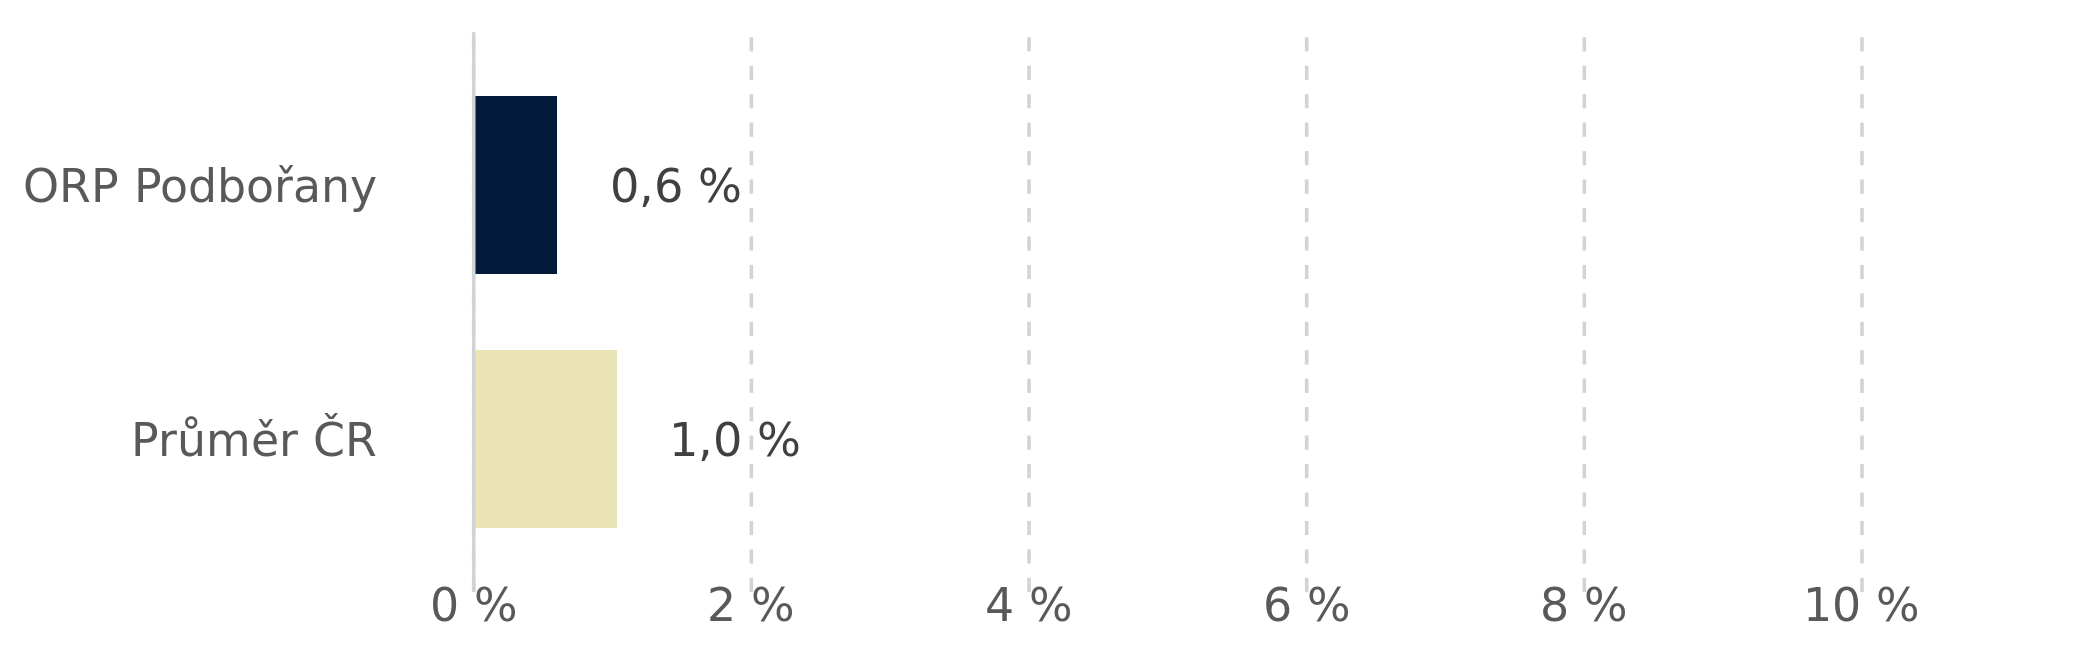 ORP Podbořany
0,6 %
Průměr ČR
1,0 %
0 % 2 % 4 % 6 % 8 % 10 %